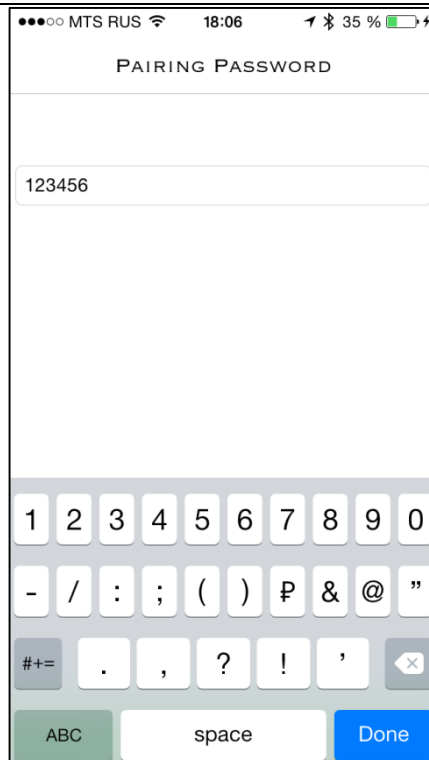 MTS RUS 18:06 35 %
PAIRING PASSWORD
123456
1 2 3 4 5 6 7 8 9 0
- / : ; ( ) ₽ & @ ”
#+= . , ? ! ’
ABC space Done